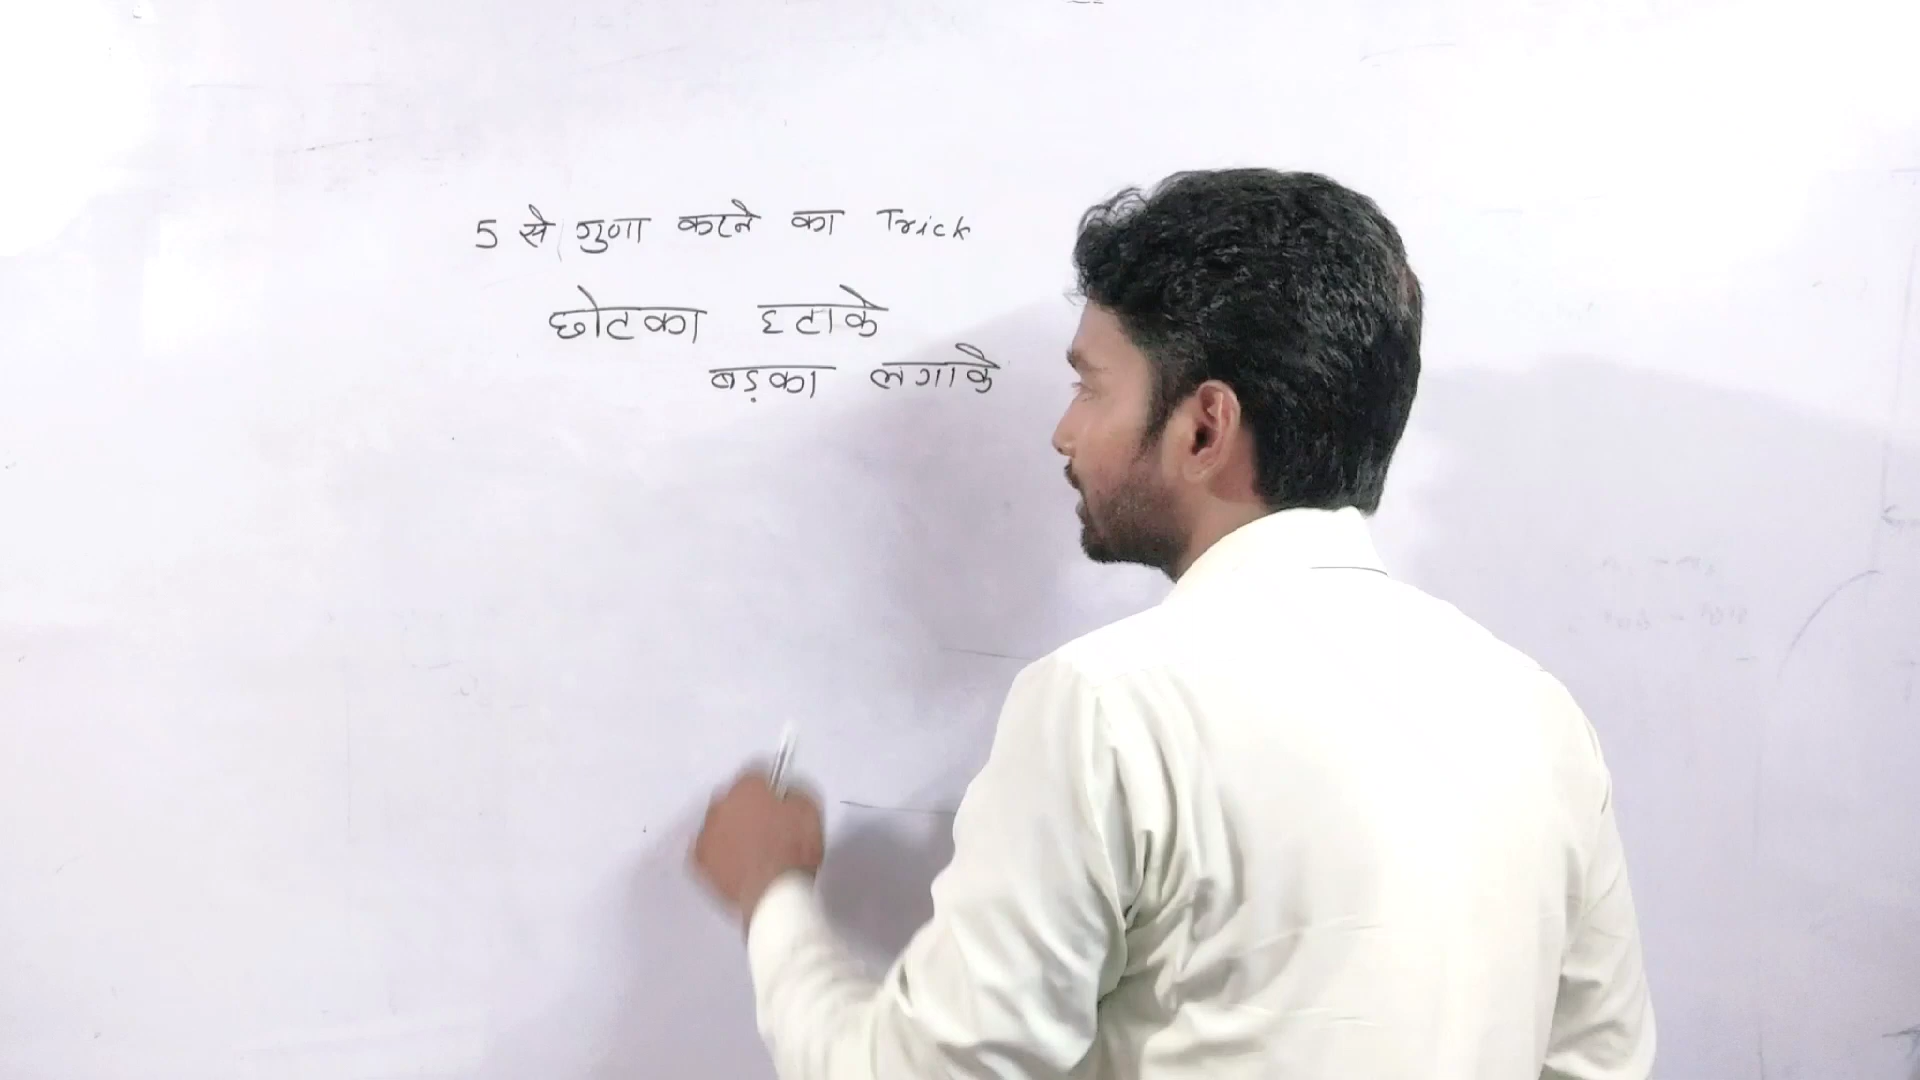 5 से गुणा करने का Trick
छोटका हटाके
बड़का लगाके